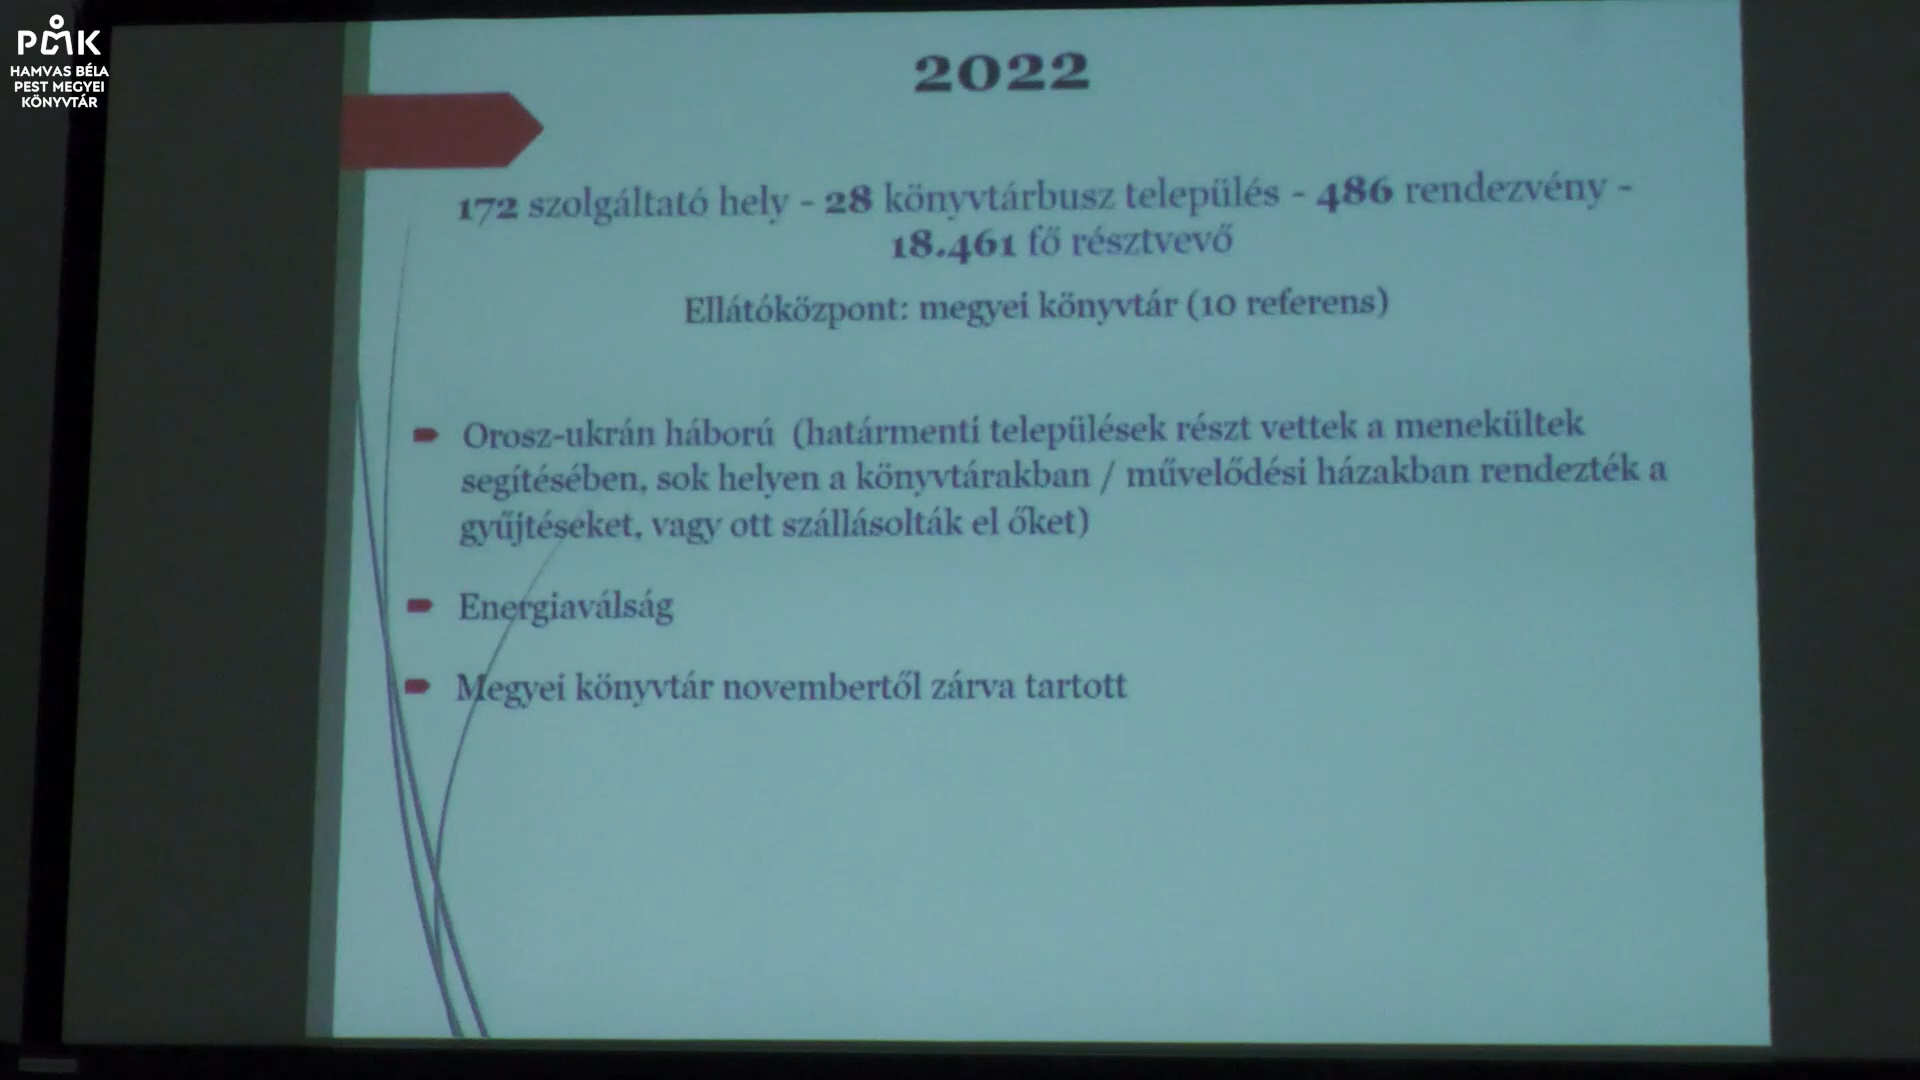 PMK
HAMVAS BÉLA
PEST MEGYEI
KÖNYVTÁR
2022
172 szolgáltató hely - 28 könyvtárbusz település - 486 rendezvény -
18.461 fő résztvevő
Ellátóközpont: megyei könyvtár (10 referens)
Orosz-ukrán háború (határmenti települések részt vettek a menekültek
segítésében, sok helyen a könyvtárakban / művelődési házakban rendezték a
gyűjtéseket, vagy ott szállásolták el őket)
Energiaválság
Megyei könyvtár novembertől zárva tartott